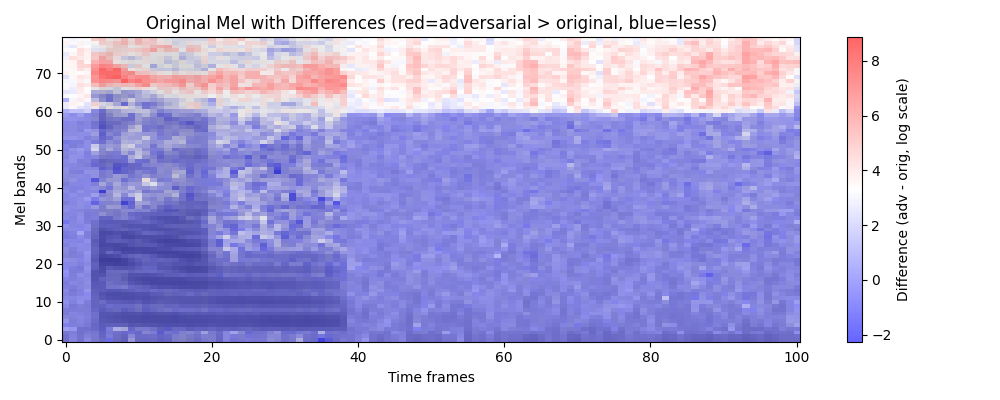 Original Mel with Differences (red=adversarial > original, blue=less)
70
60
50
40
30
20
10
0
Mel bands
0 20 40 60 80 100
Time frames
8
6
4
2
0
−2
Difference (adv - orig, log scale)